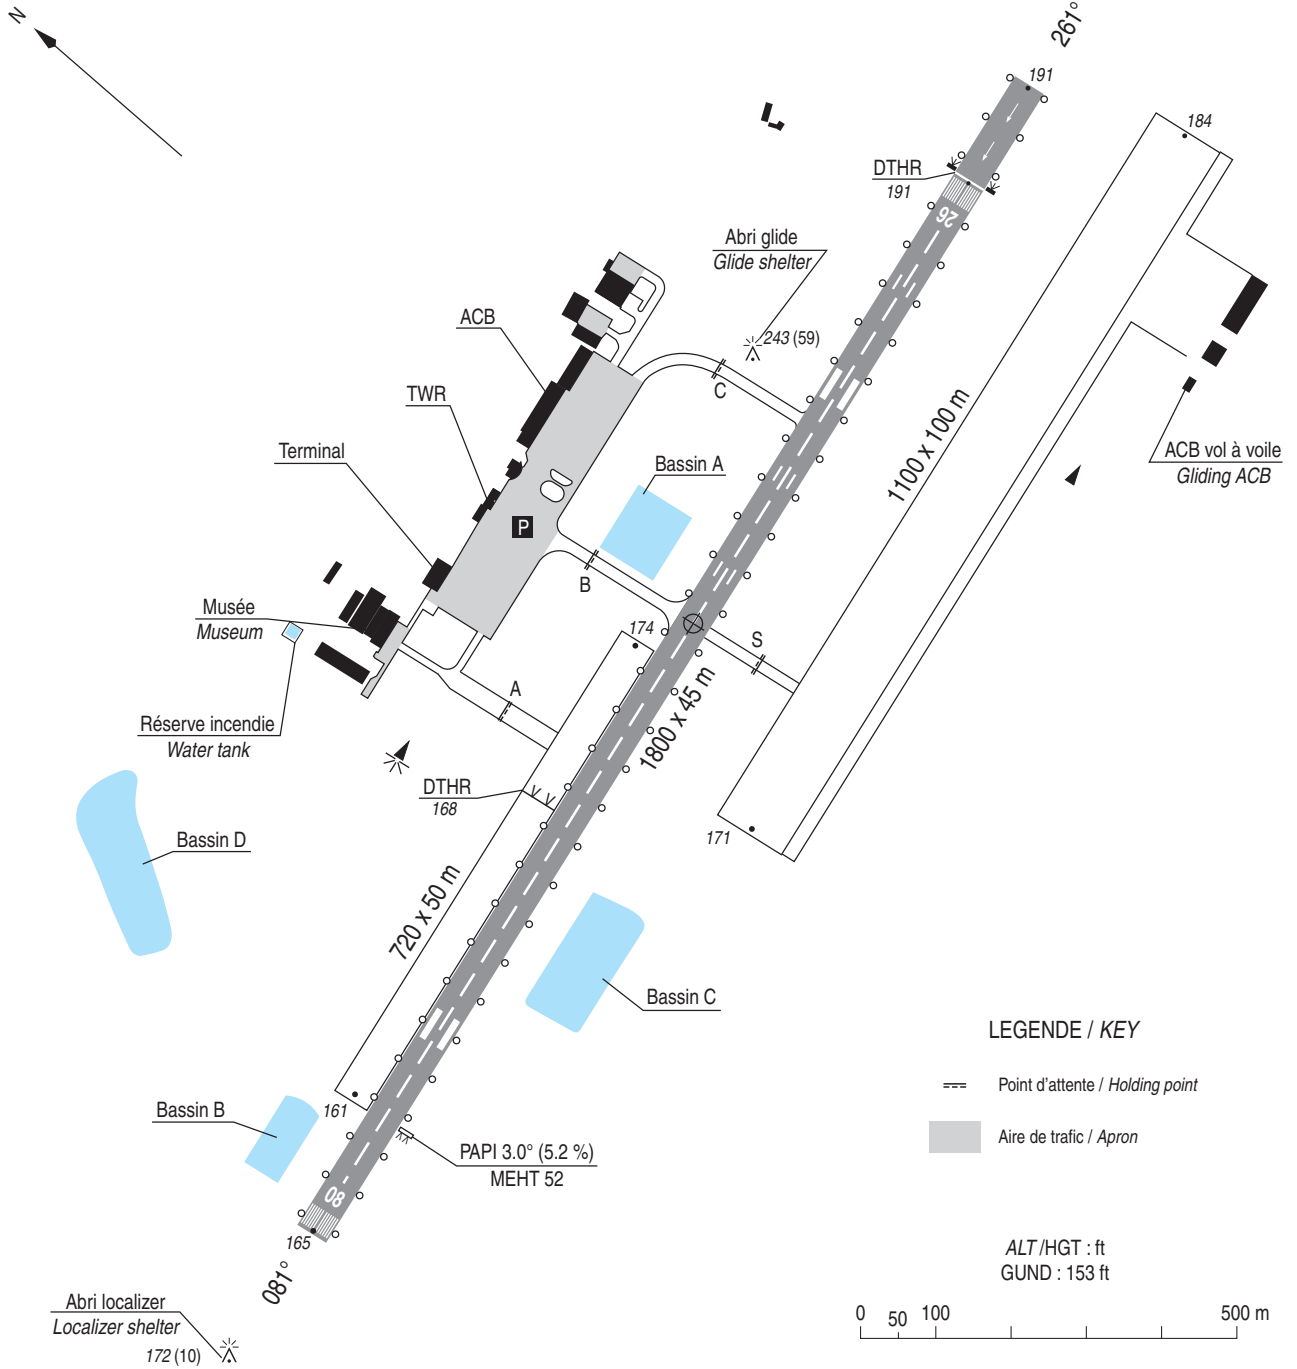 N
261°
191
184
DTHR
191
26
Abri glide
Glide shelter
243 (59)
ACB
TWR
Terminal
C
1100 x 100 m
ACB vol à voile
Gliding ACB
Bassin A
P
B
Musée
Museum
174
S
A
1800 x 45 m
Réserve incendie
Water tank
DTHR
168
171
Bassin D
720 x 50 m
Bassin C
LEGENDE / KEY
Point d'attente / Holding point
Aire de trafic / Apron
Bassin B
161
PAPI 3.0° (5.2 %)
MEHT 52
08
165
081°
ALT /HGT : ft
GUND : 153 ft
Abri localizer
Localizer shelter
172 (10)
0 50 100 500 m